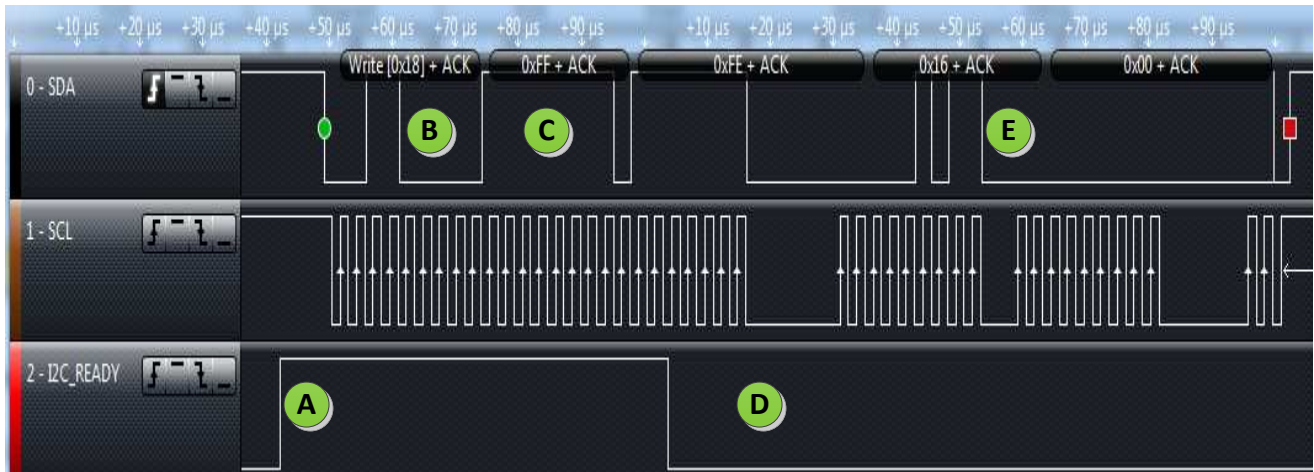 +10 µs +20 µs +30 µs +40 µs +50 µs +60 µs +70 µs +80 µs +90 µs +10 µs +20 µs +30 µs +40 µs +50 µs +60 µs +70 µs +80 µs +90 µs
Write [0x18] + ACK 0xFF + ACK 0xFE + ACK 0x16 + ACK 0x00 + ACK
0 - SDA
B C E
1 - SCL
2 - I2C_READY
A D